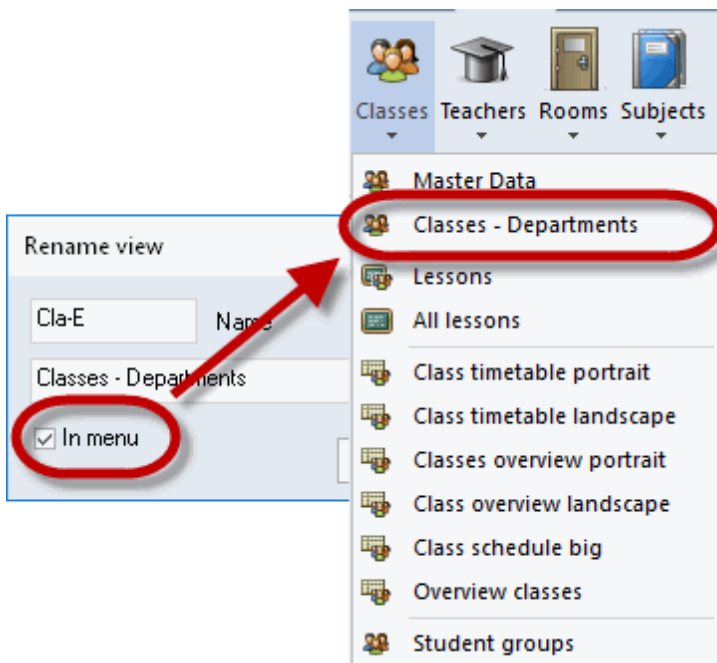 Classes Teachers Rooms Subjects
Master Data
Classes - Departments
Lessons
All lessons
Class timetable portrait
Class timetable landscape
Classes overview portrait
Class overview landscape
Class schedule big
Overview classes
Student groups
Rename view
Cla-E Name
Classes - Departments
In menu